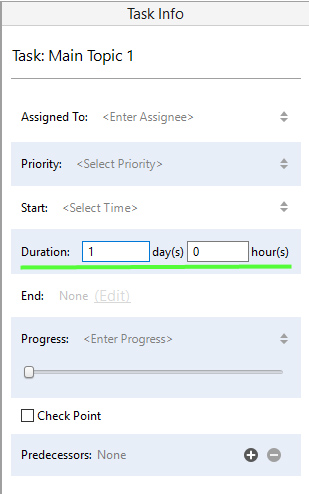 Task Info
Task: Main Topic 1
Assigned To: <Enter Assignee>
Priority: <Select Priority>
Start: <Select Time>
Duration: 1 day(s) 0 hour(s)
End: None (Edit)
Progress: <Enter Progress>
Check Point
Predecessors: None